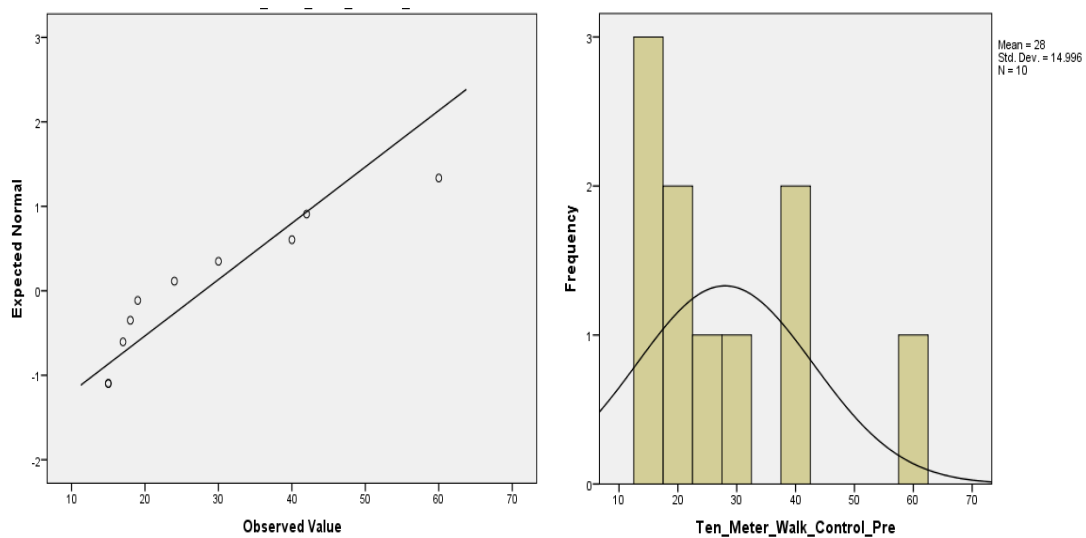 3
2
1
0
-1
-2
Expected Normal
10 20 30 40 50 60 70
Observed Value
3
2
1
0
Frequency
10 20 30 40 50 60 70
Ten_Meter_Walk_Control_Pre
Mean = 28
Std. Dev. = 14.996
N = 10